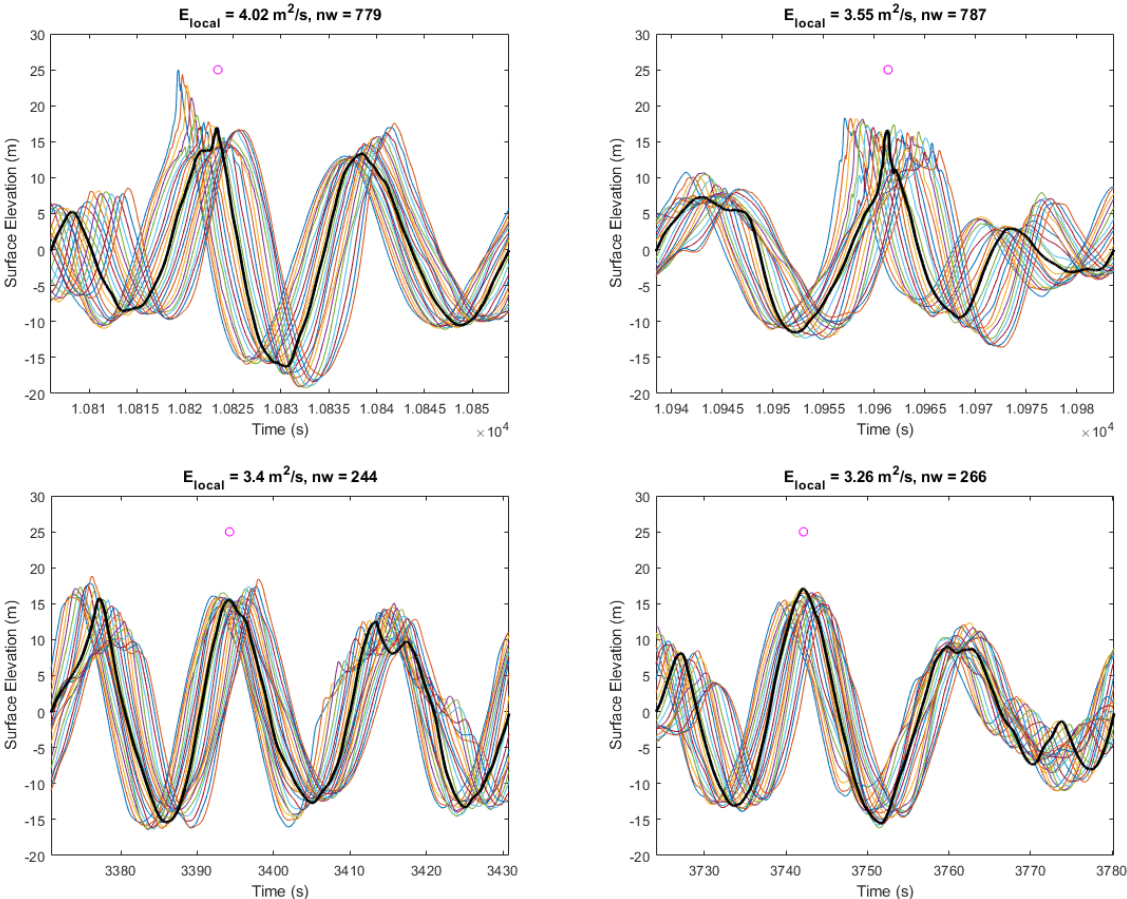 E_local = 4.02 m²/s, nw = 779
30
25
20
15
10
5
0
-5
-10
-15
-20
Surface Elevation (m)
1.081 1.0815 1.082 1.0825 1.083 1.0835 1.084 1.0845 1.085
Time (s)
×10⁴
E_local = 3.55 m²/s, nw = 787
30
25
20
15
10
5
0
-5
-10
-15
-20
Surface Elevation (m)
1.094 1.0945 1.095 1.0955 1.096 1.0965 1.097 1.0975 1.098
Time (s)
×10⁴
E_local = 3.4 m²/s, nw = 244
30
25
20
15
10
5
0
-5
-10
-15
-20
Surface Elevation (m)
3380 3390 3400 3410 3420 3430
Time (s)
E_local = 3.26 m²/s, nw = 266
30
25
20
15
10
5
0
-5
-10
-15
-20
Surface Elevation (m)
3730 3740 3750 3760 3770 3780
Time (s)